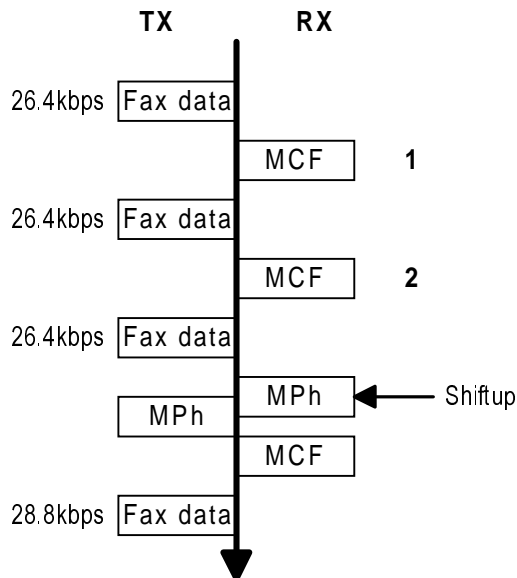 TX RX
26.4kbps Fax data
MCF 1
26.4kbps Fax data
MCF 2
26.4kbps Fax data
MPh Shiftup
MPh
MCF
28.8kbps Fax data